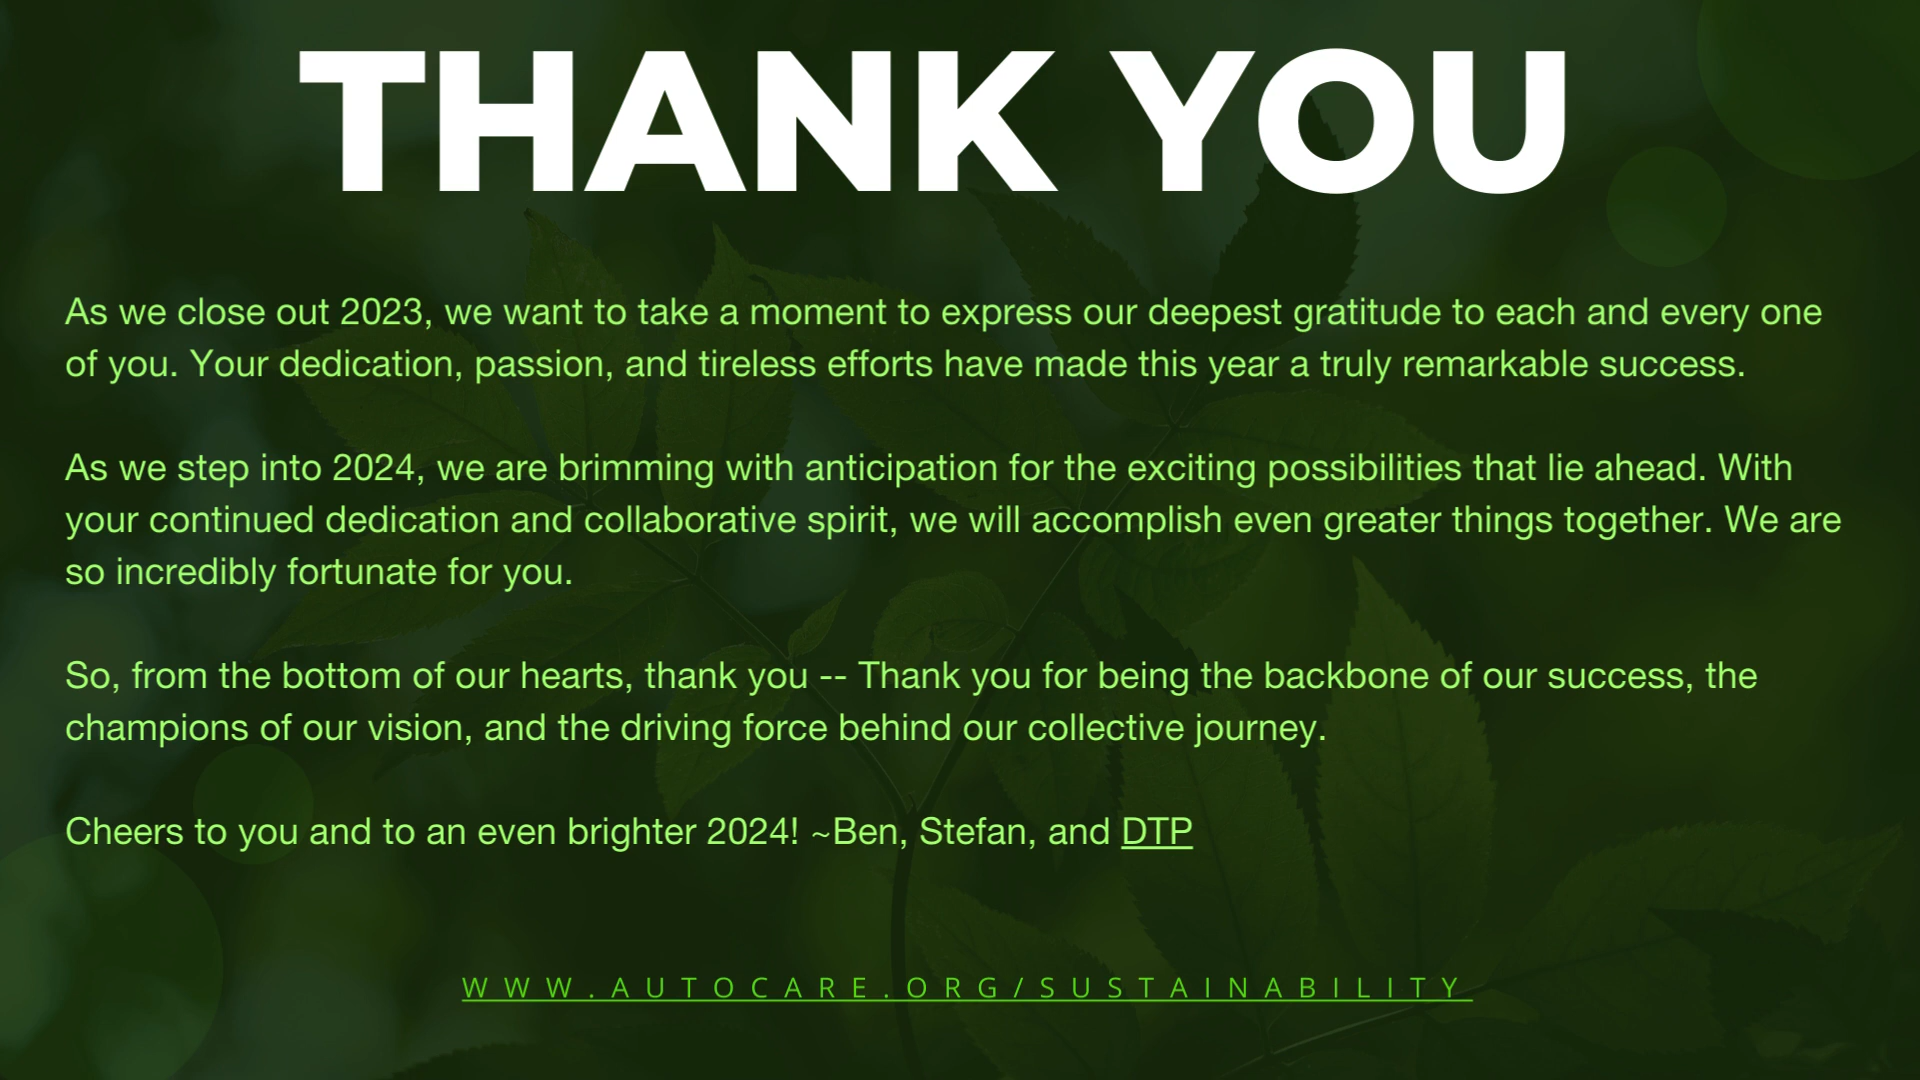 THANK YOU
As we close out 2023, we want to take a moment to express our deepest gratitude to each and every one
of you. Your dedication, passion, and tireless efforts have made this year a truly remarkable success.
As we step into 2024, we are brimming with anticipation for the exciting possibilities that lie ahead. With
your continued dedication and collaborative spirit, we will accomplish even greater things together. We are
so incredibly fortunate for you.
So, from the bottom of our hearts, thank you -- Thank you for being the backbone of our success, the
champions of our vision, and the driving force behind our collective journey.
Cheers to you and to an even brighter 2024! ~Ben, Stefan, and DTP
WWW.AUTOCARE.ORG/SUSTAINABILITY